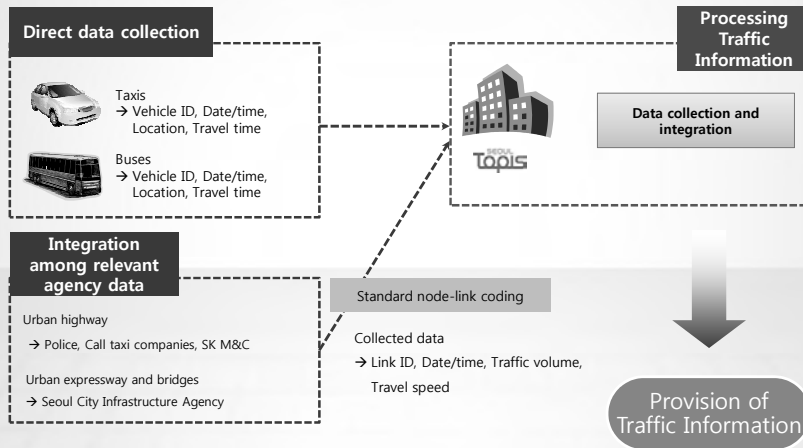 Direct data collection
Taxis
→ Vehicle ID, Date/time,
Location, Travel time
Buses
→ Vehicle ID, Date/time,
Location, Travel time
Integration
among relevant
agency data
Urban highway
→ Police, Call taxi companies, SK M&C
Urban expressway and bridges
→ Seoul City Infrastructure Agency
Standard node-link coding
Collected data
→ Link ID, Date/time, Traffic volume,
Travel speed
Processing
Traffic
Information
SEOUL
Topis
Data collection and
integration
Provision of
Traffic Information